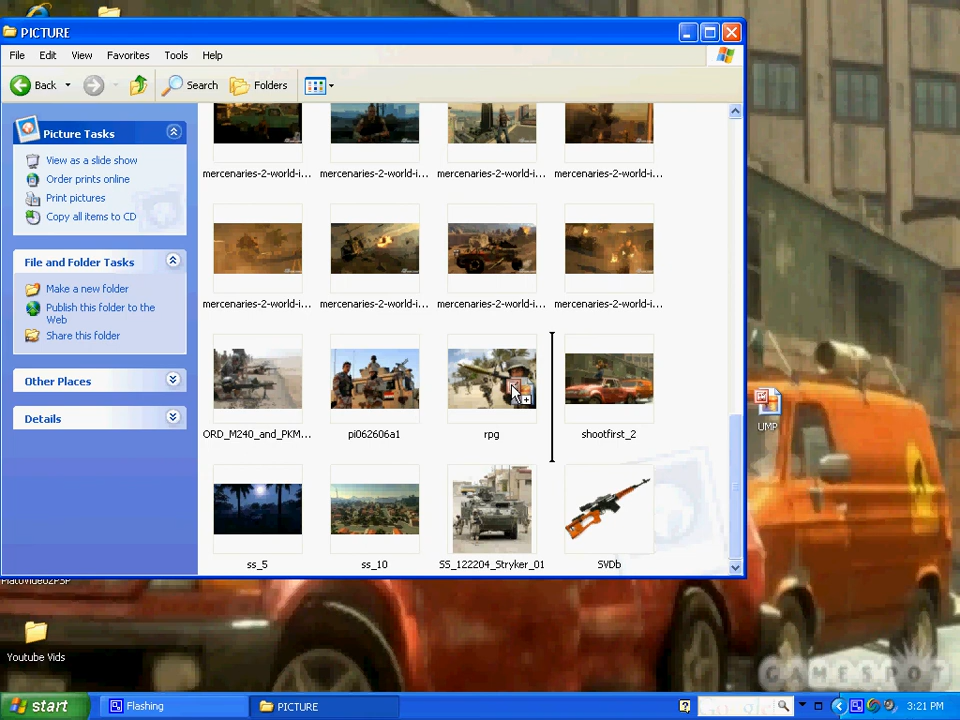 PICTURE
File Edit View Favorites Tools Help
Back Search Folders
Picture Tasks
View as a slide show
Order prints online
Print pictures
Copy all items to CD
File and Folder Tasks
Make a new folder
Publish this folder to the
Web
Share this folder
Other Places
Details
mercenaries-2-world-i... mercenaries-2-world-i... mercenaries-2-world-i... mercenaries-2-world-i...
mercenaries-2-world-i... mercenaries-2-world-i... mercenaries-2-world-i... mercenaries-2-world-i...
ORD_M240_and_PKM... pi062606a1 rpg shootfirst_2
ss_5 ss_10 SS_122204_Stryker_01 SVDb
UMP
PlatoVideo2PSP
Youtube Vids
GAMESPOT
start Flashing PICTURE 3:21 PM